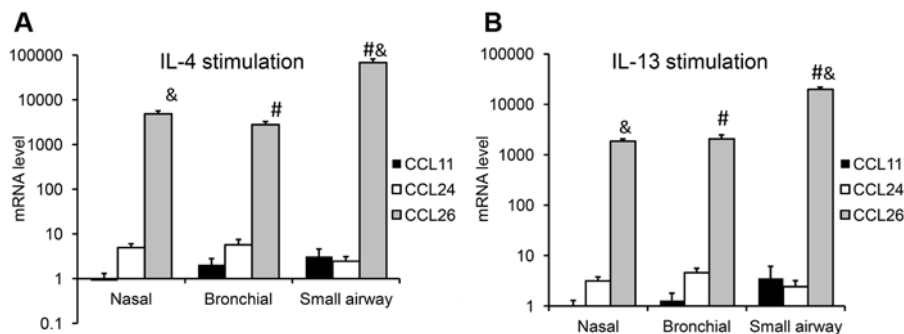 A
IL-4 stimulation
mRNA level
100000
10000
1000
100
10
1
0.1
&
#
#&
Nasal
Bronchial
Small airway
CCL11
CCL24
CCL26
B
IL-13 stimulation
mRNA level
100000
10000
1000
100
10
1
&
#
#&
Nasal
Bronchial
Small airway
CCL11
CCL24
CCL26